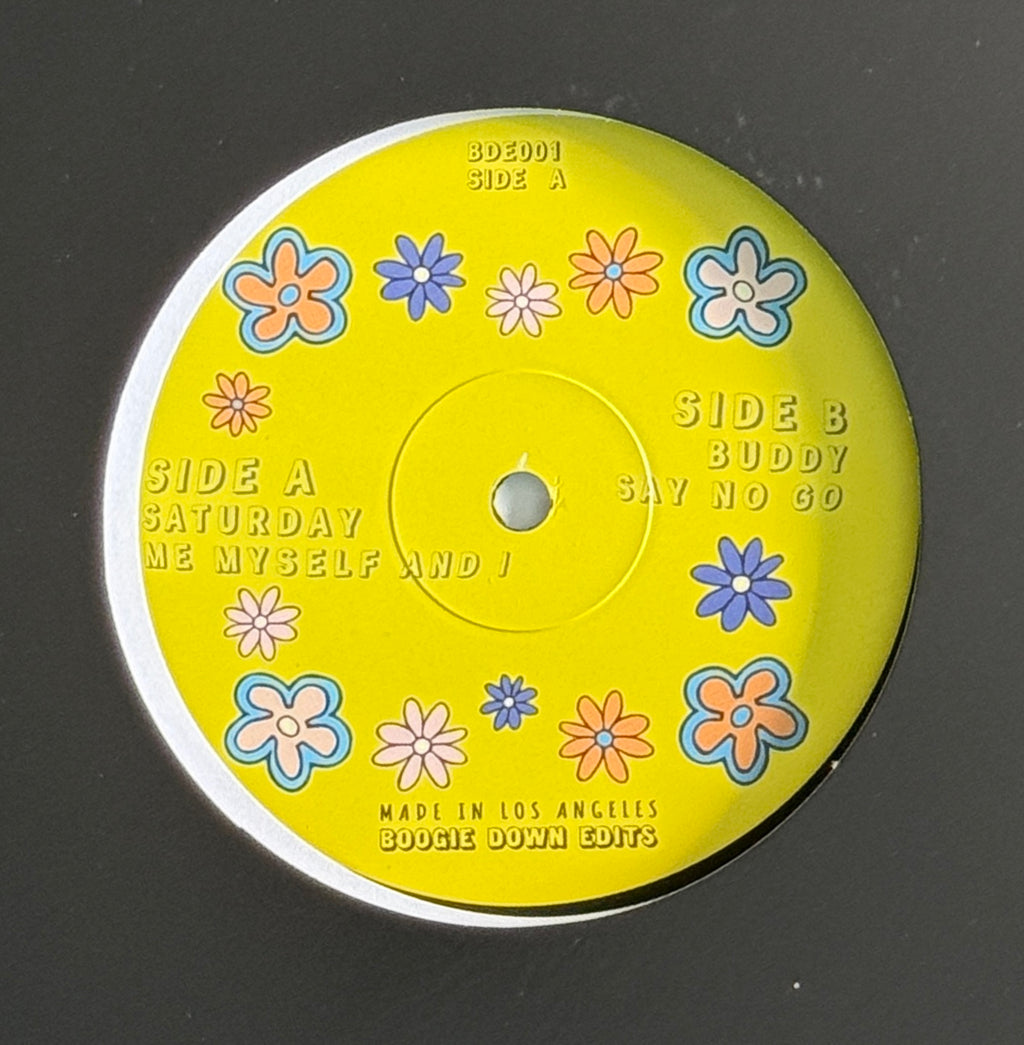 BDE001
SIDE A
SIDE B
BUDDY
SAY NO GO
SIDE A
SATURDAY
ME MYSELF AND I
MADE IN LOS ANGELES
BOOGIE DOWN EDITS